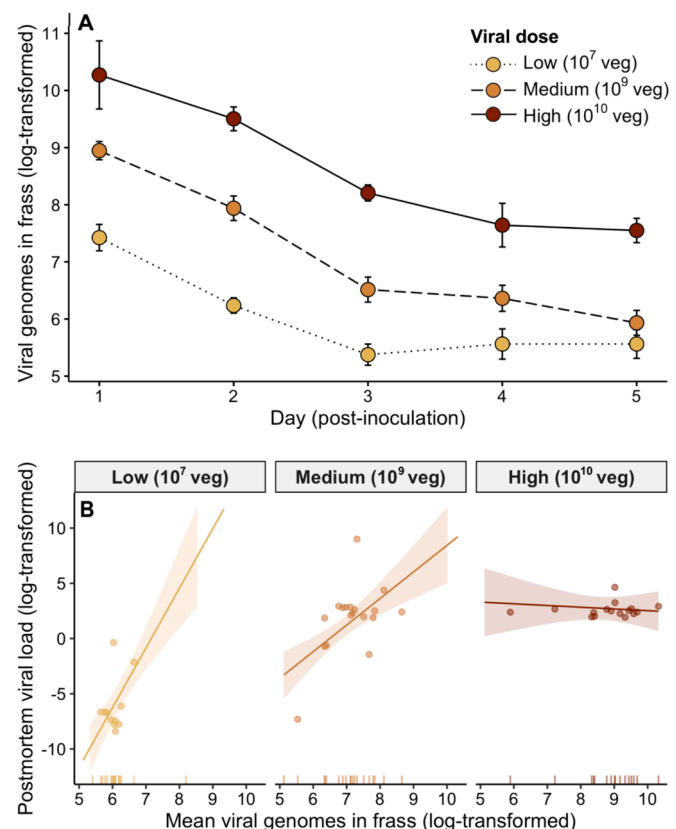 A
Viral dose
Low (10⁷ veg)
Medium (10⁹ veg)
High (10¹⁰ veg)
Viral genomes in frass (log-transformed)
11
10
9
8
7
6
5
1 2 3 4 5
Day (post-inoculation)
Low (10⁷ veg) Medium (10⁹ veg) High (10¹⁰ veg)
B
Postmortem viral load (log-transformed)
10
5
0
-5
-10
5 6 7 8 9 10 5 6 7 8 9 10 5 6 7 8 9 10
Mean viral genomes in frass (log-transformed)